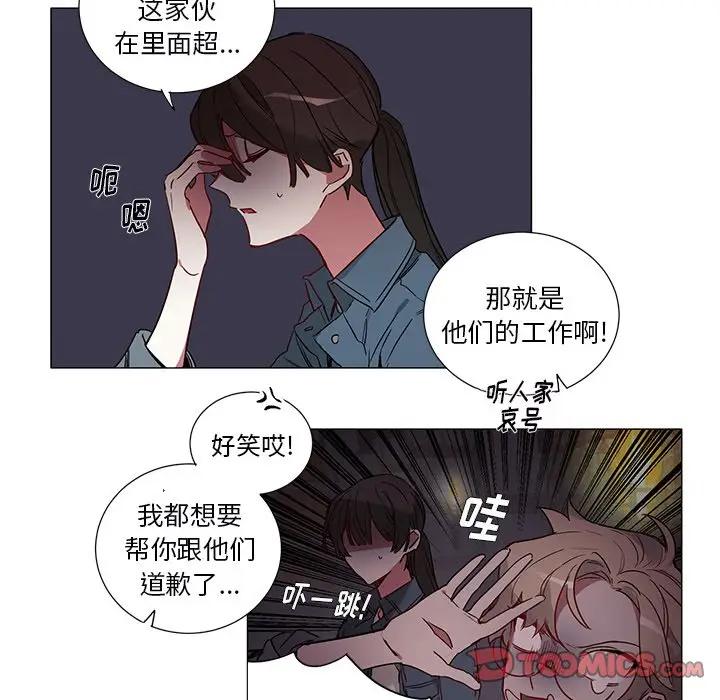 这家伙
在里面超...
呃
嗯
那就是
他们的工作啊!
听人家
哀号
好笑哎!
我都想要
帮你跟他们
道歉了...
哇
吓一跳!
TOOMICS.COM